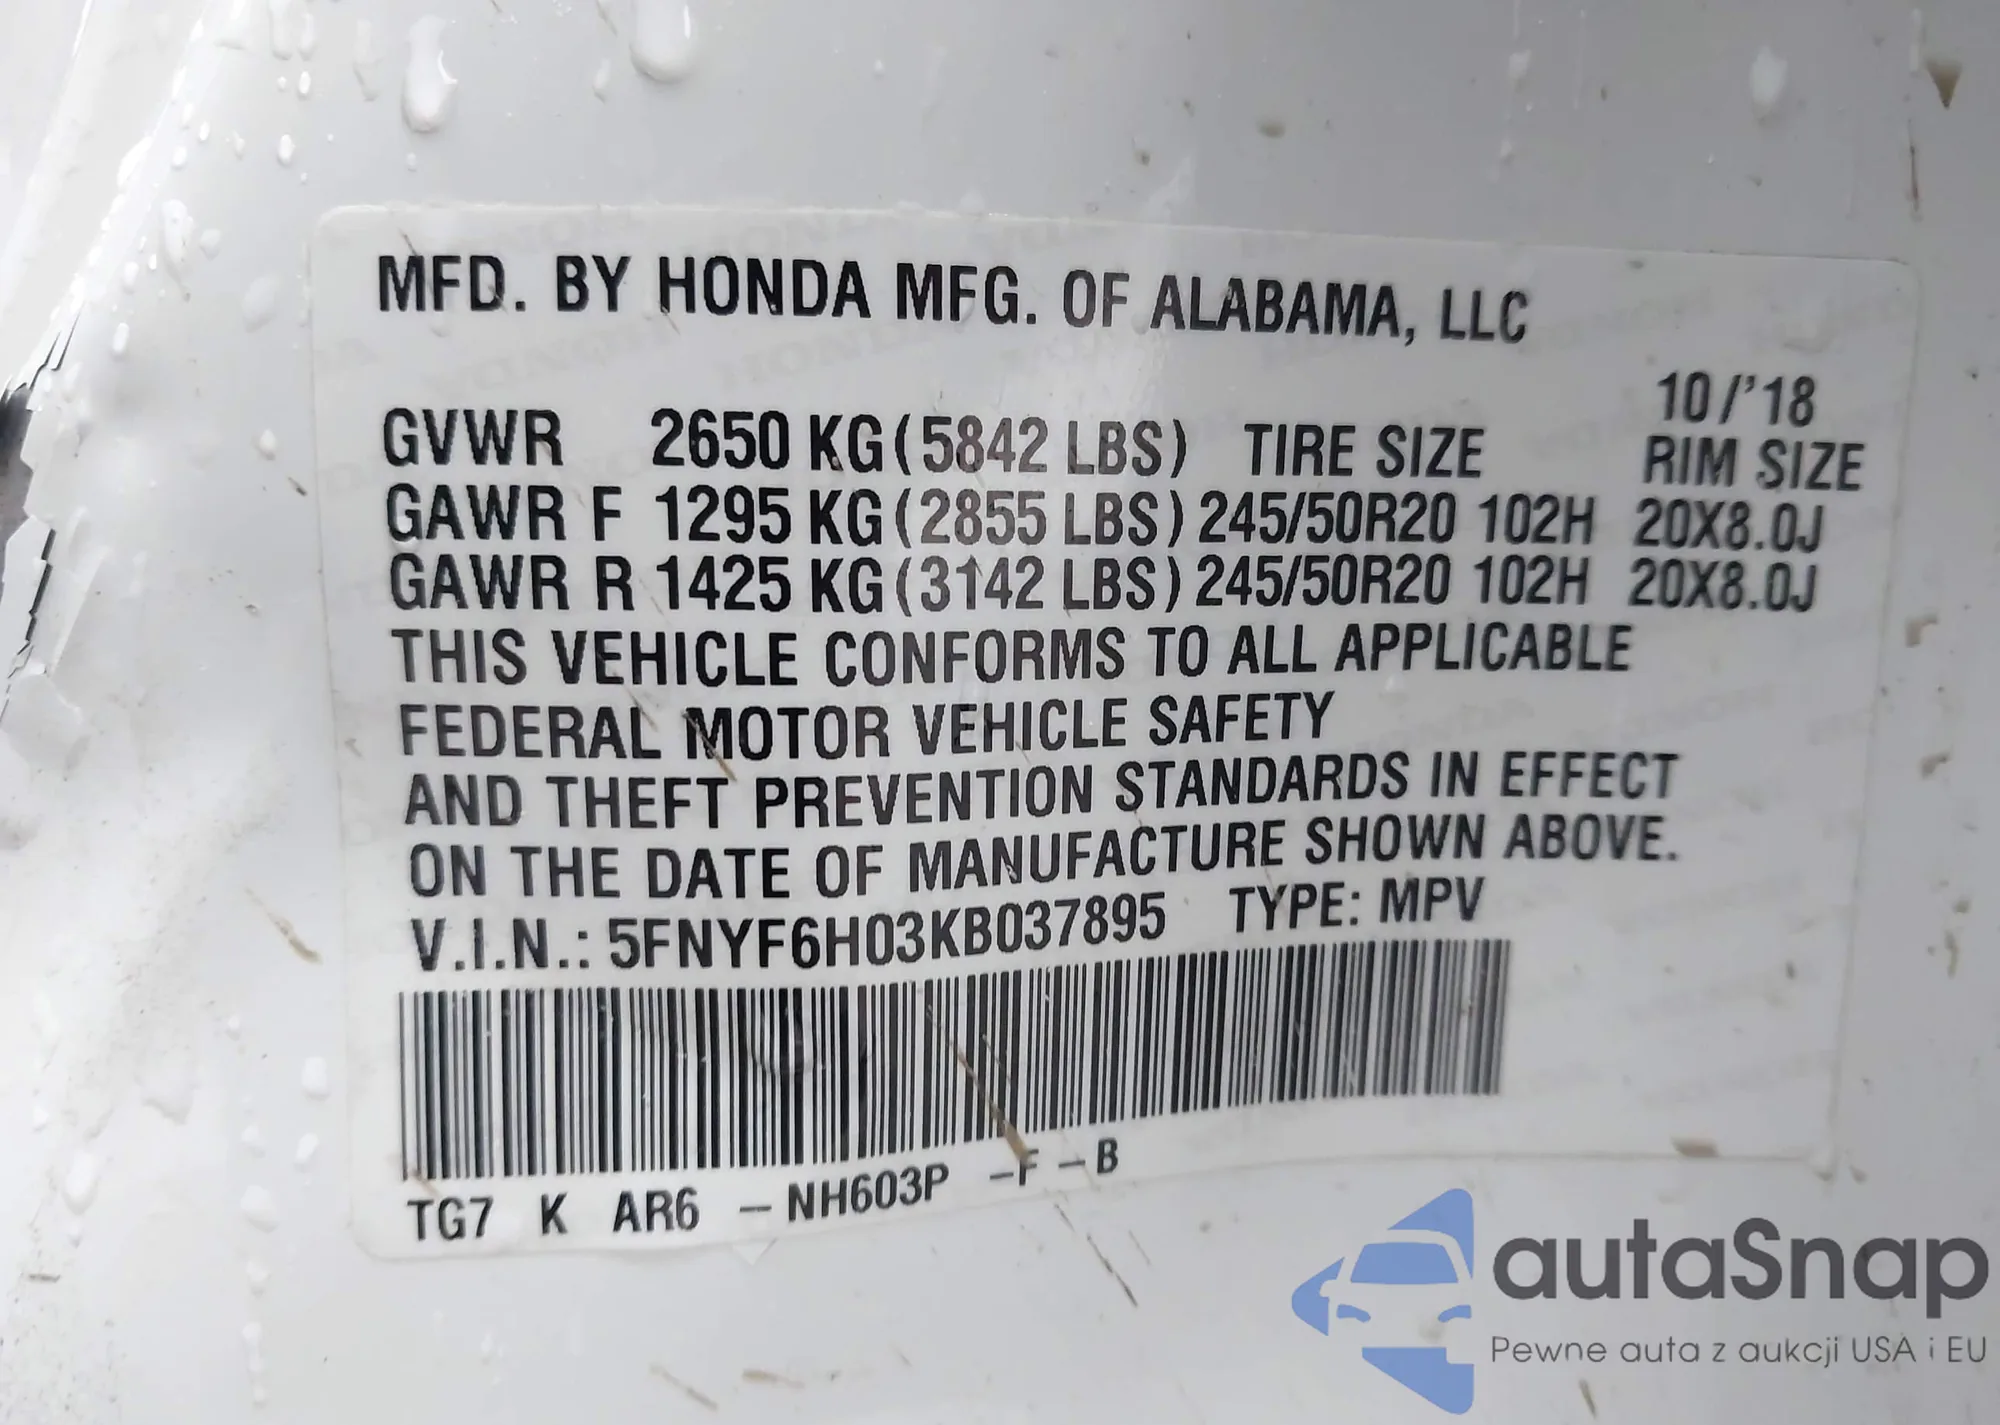 MFD. BY HONDA MFG. OF ALABAMA, LLC
10/'18
GVWR 2650 KG (5842 LBS) TIRE SIZE RIM SIZE
GAWR F 1295 KG (2855 LBS) 245/50R20 102H 20X8.0J
GAWR R 1425 KG (3142 LBS) 245/50R20 102H 20X8.0J
THIS VEHICLE CONFORMS TO ALL APPLICABLE
FEDERAL MOTOR VEHICLE SAFETY
AND THEFT PREVENTION STANDARDS IN EFFECT
ON THE DATE OF MANUFACTURE SHOWN ABOVE.
V.I.N.: 5FNYF6H03KB037895 TYPE: MPV
TG7 K AR6 – NH603P –F – B
autaSnap
Pewne auta z aukcji USA i EU